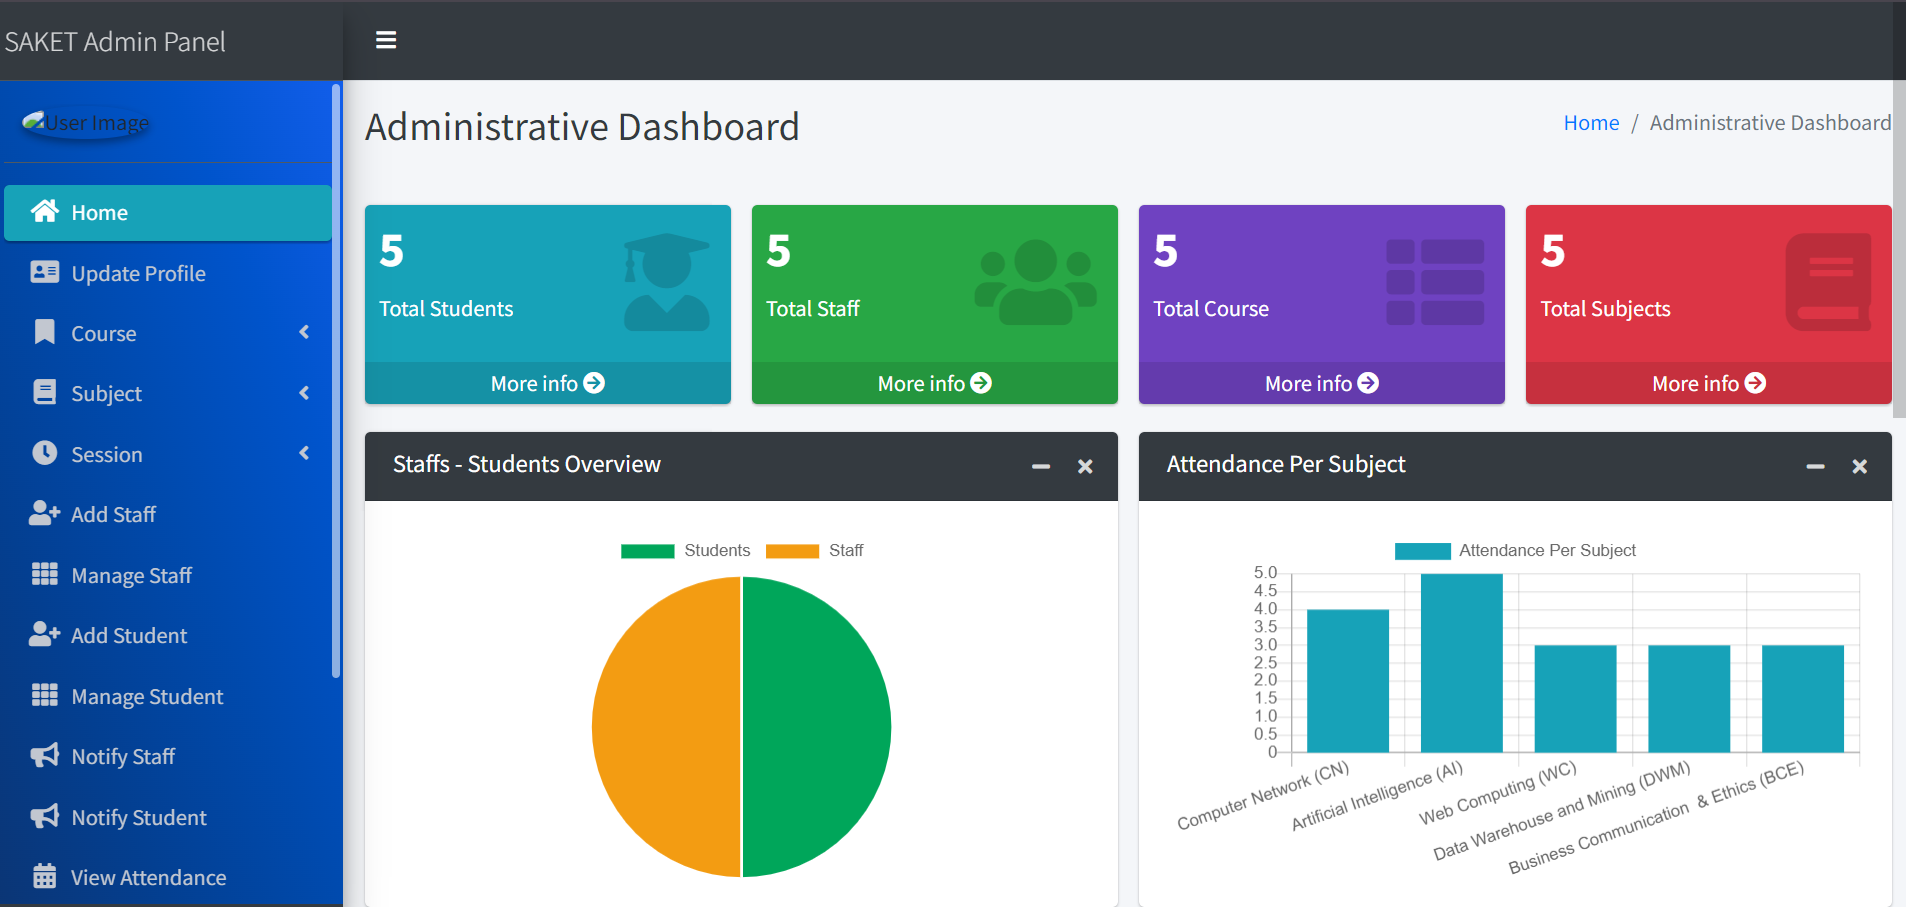 SAKET Admin Panel
User Image
Home
Update Profile
Course
Subject
Session
Add Staff
Manage Staff
Add Student
Manage Student
Notify Staff
Notify Student
View Attendance
Administrative Dashboard
Home / Administrative Dashboard
5
Total Students
More info
5
Total Staff
More info
5
Total Course
More info
5
Total Subjects
More info
Staffs - Students Overview
Students
Staff
Attendance Per Subject
Attendance Per Subject
5.0
4.5
4.0
3.5
3.0
2.5
2.0
1.5
1.0
0.5
0
Computer Network (CN)
Artificial Intelligence (AI)
Web Computing (WC)
Data Warehouse and Mining (DWM)
Business Communication & Ethics (BCE)